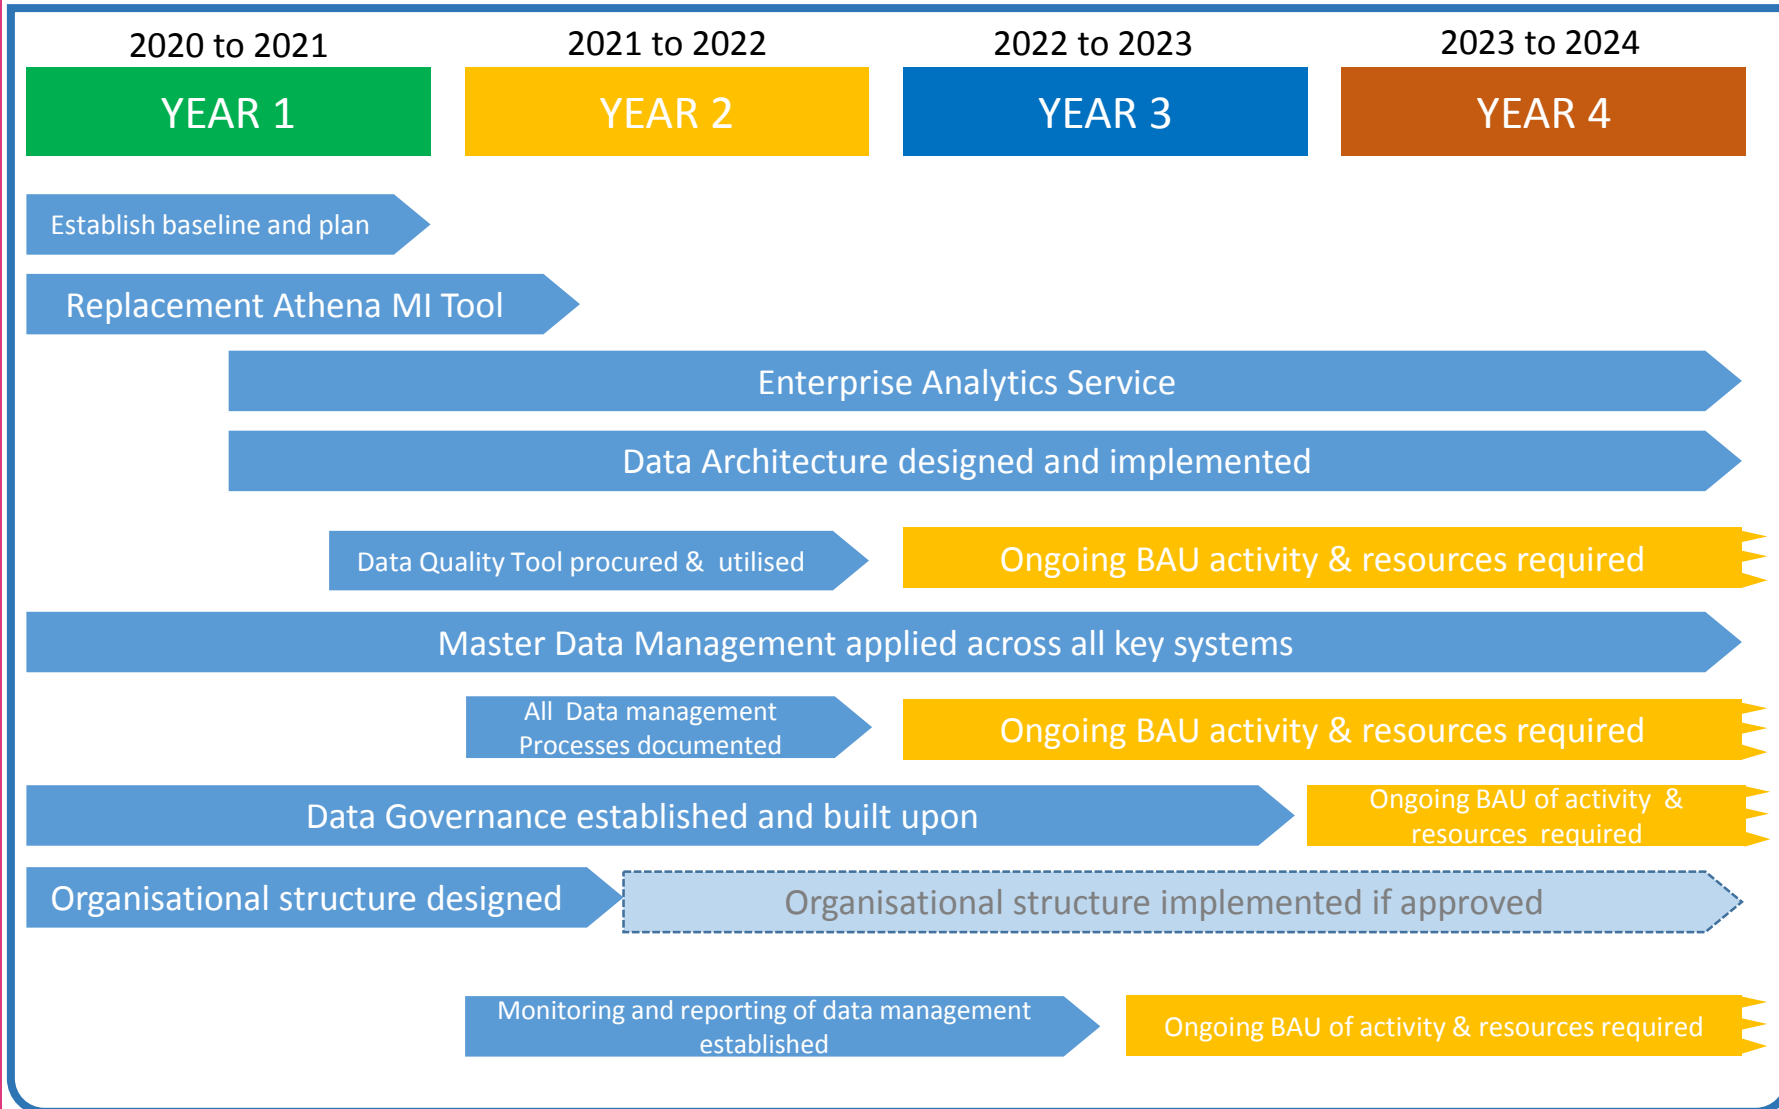 2020 to 2021
2021 to 2022
2022 to 2023
2023 to 2024
YEAR 1
YEAR 2
YEAR 3
YEAR 4
Establish baseline and plan
Replacement Athena MI Tool
Enterprise Analytics Service
Data Architecture designed and implemented
Data Quality Tool procured & utilised
Ongoing BAU activity & resources required
Master Data Management applied across all key systems
All Data management
Processes documented
Ongoing BAU activity & resources required
Data Governance established and built upon
Ongoing BAU of activity &
resources required
Organisational structure designed
Organisational structure implemented if approved
Monitoring and reporting of data management
established
Ongoing BAU of activity & resources required